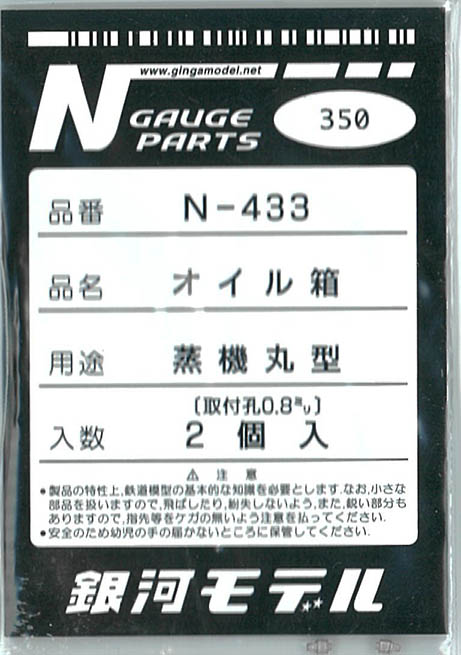 www.gingamodel.net
N GAUGE PARTS
350
品番 N-433
品名 オイル箱
用途 蒸機丸型
〔取付孔0.8㍉〕
入数 2個入
⚠ 注意
●製品の特性上,鉄道模型の基本的な知識を必要とします.なお,小さな
部品を扱いますので,飛ばしたり,紛失しないよう,また,鋭い部分も
ありますので,指先等をケガの無いよう注意を払ってください.
●安全のため幼児の手の届かないところに保管してください.
銀河モデル